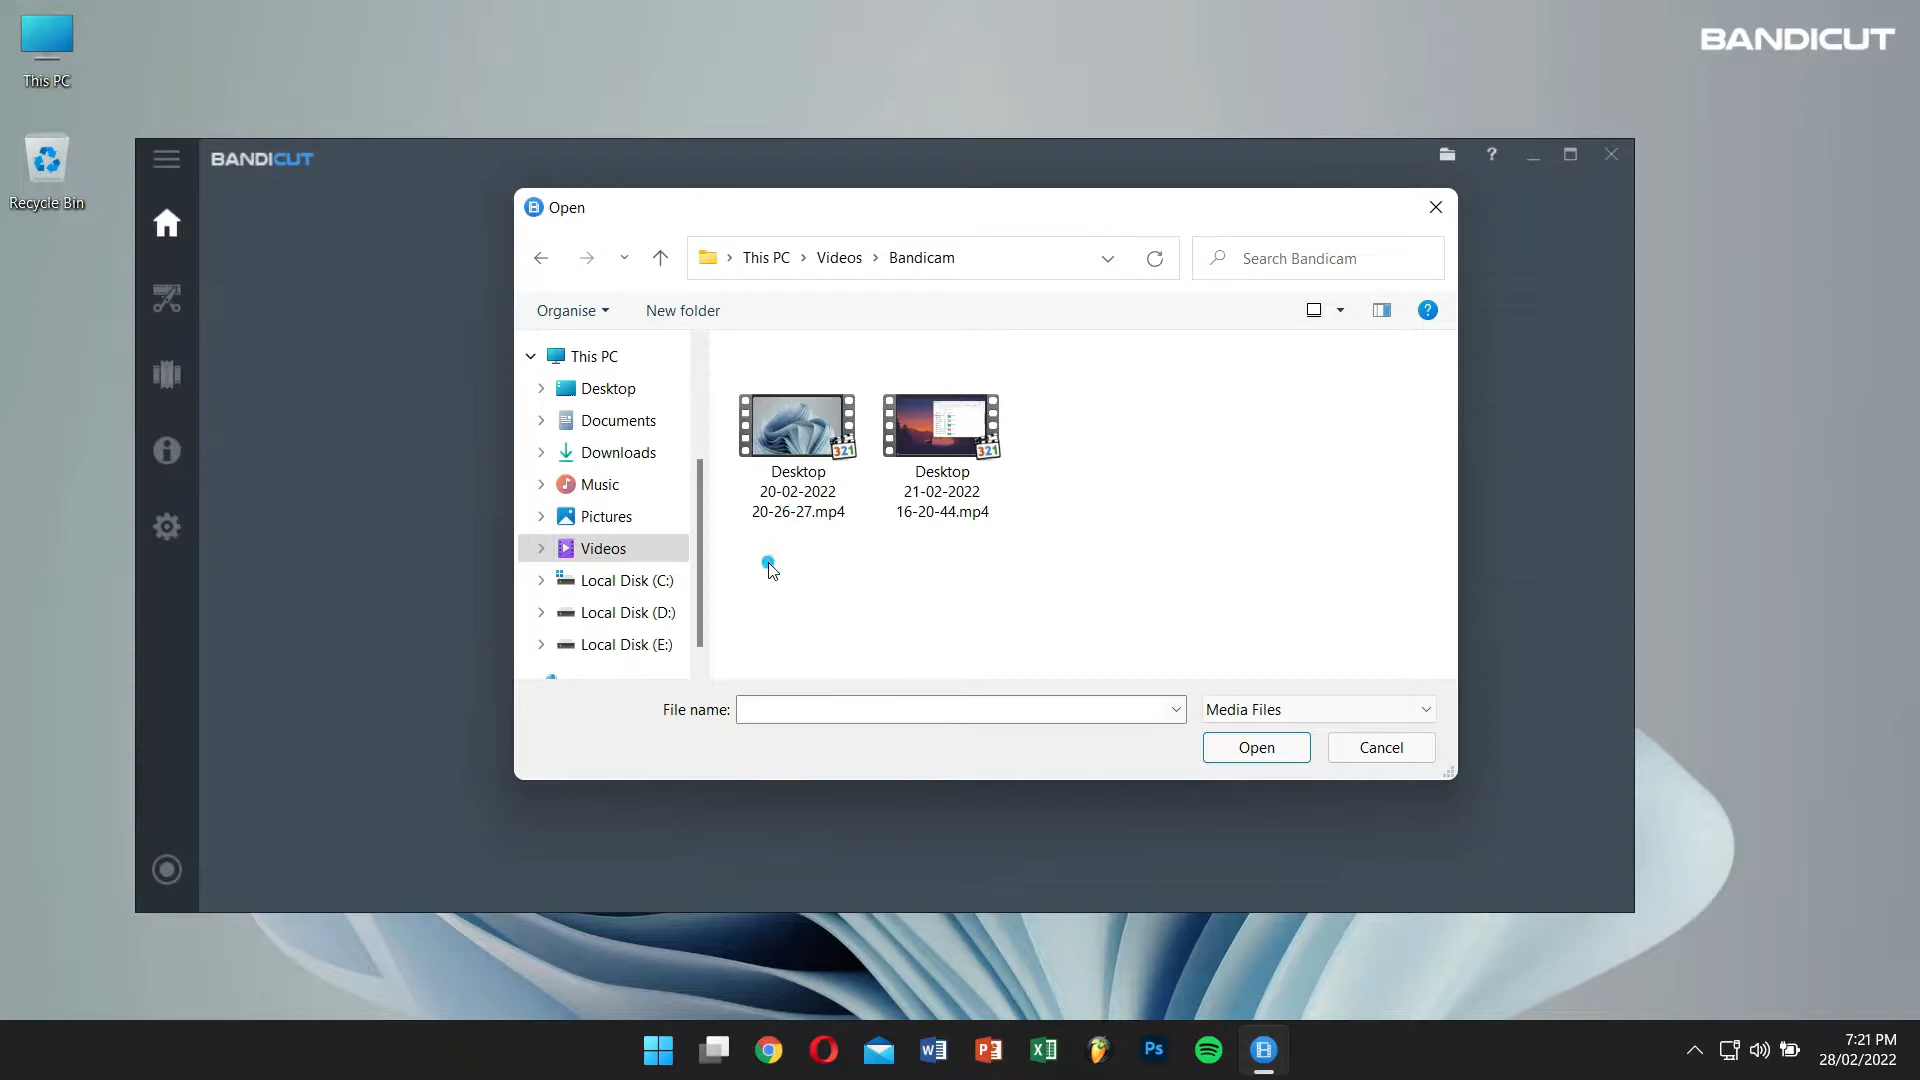 This PC
Recycle Bin
BANDICUT
BANDICUT
?
Open
This PC
Videos
Bandicam
Search Bandicam
Organise
New folder
?
This PC
Desktop
Documents
Downloads
Music
Pictures
Videos
Local Disk (C:)
Local Disk (D:)
Local Disk (E:)
321
Desktop
20-02-2022
20-26-27.mp4
321
Desktop
21-02-2022
16-20-44.mp4
File name:
Media Files
Open
Cancel
Ps
7:21 PM
28/02/2022